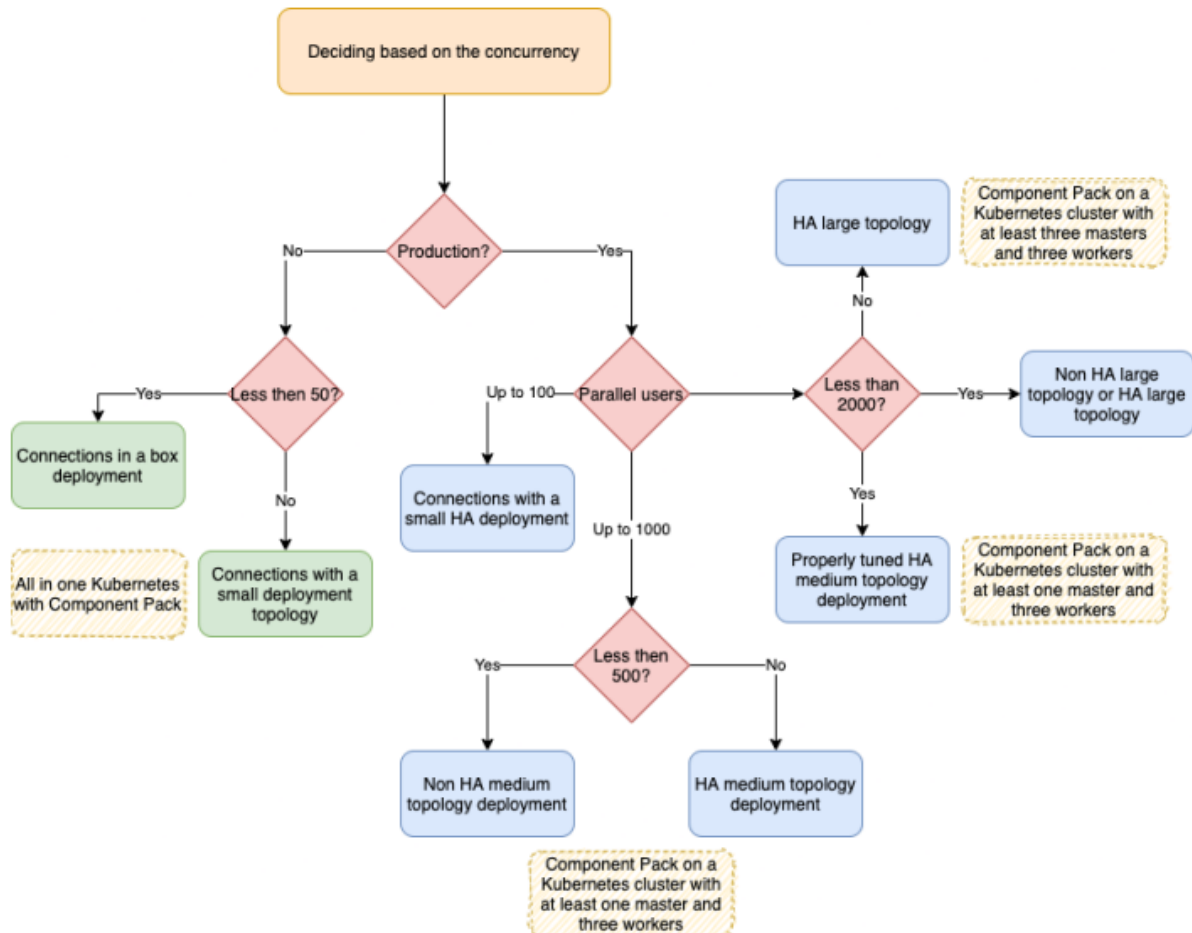 Deciding based on the concurrency
Production?
No
Yes
HA large topology
Component Pack on a
Kubernetes cluster with
at least three masters
and three workers
No
Less then 50?
Yes
Parallel users
Up to 100
Less than
2000?
Yes
Non HA large
topology or HA large
topology
Connections in a box
deployment
Connections with a
small HA deployment
No
Up to 1000
Yes
All in one Kubernetes
with Component Pack
Connections with a
small deployment
topology
Properly tuned HA
medium topology
deployment
Component Pack on a
Kubernetes cluster with
at least one master and
three workers
Less then
500?
Yes
No
Non HA medium
topology deployment
HA medium topology
deployment
Component Pack on a
Kubernetes cluster with
at least one master and
three workers